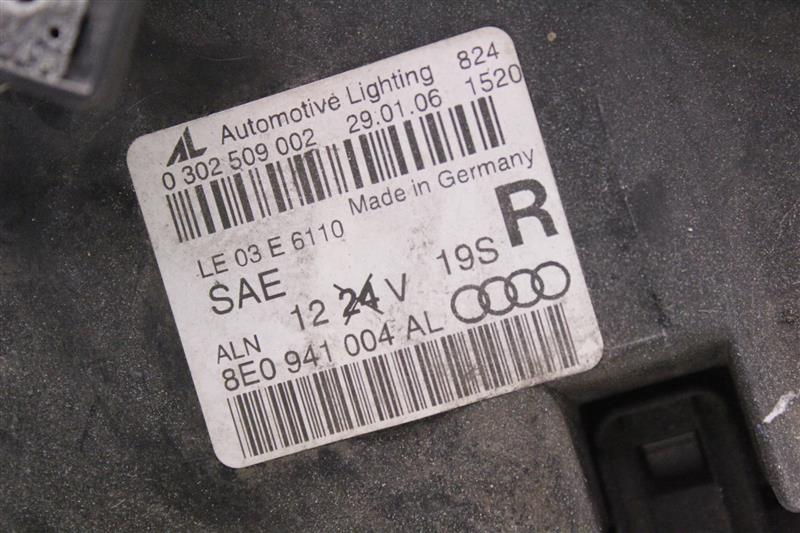 AL Automotive Lighting 824
0 302 509 002 29.01.06 1520
Made in Germany
LE 03 E 6110
R
SAE 12 24 V 19S
ALN
8E0 941 004 AL